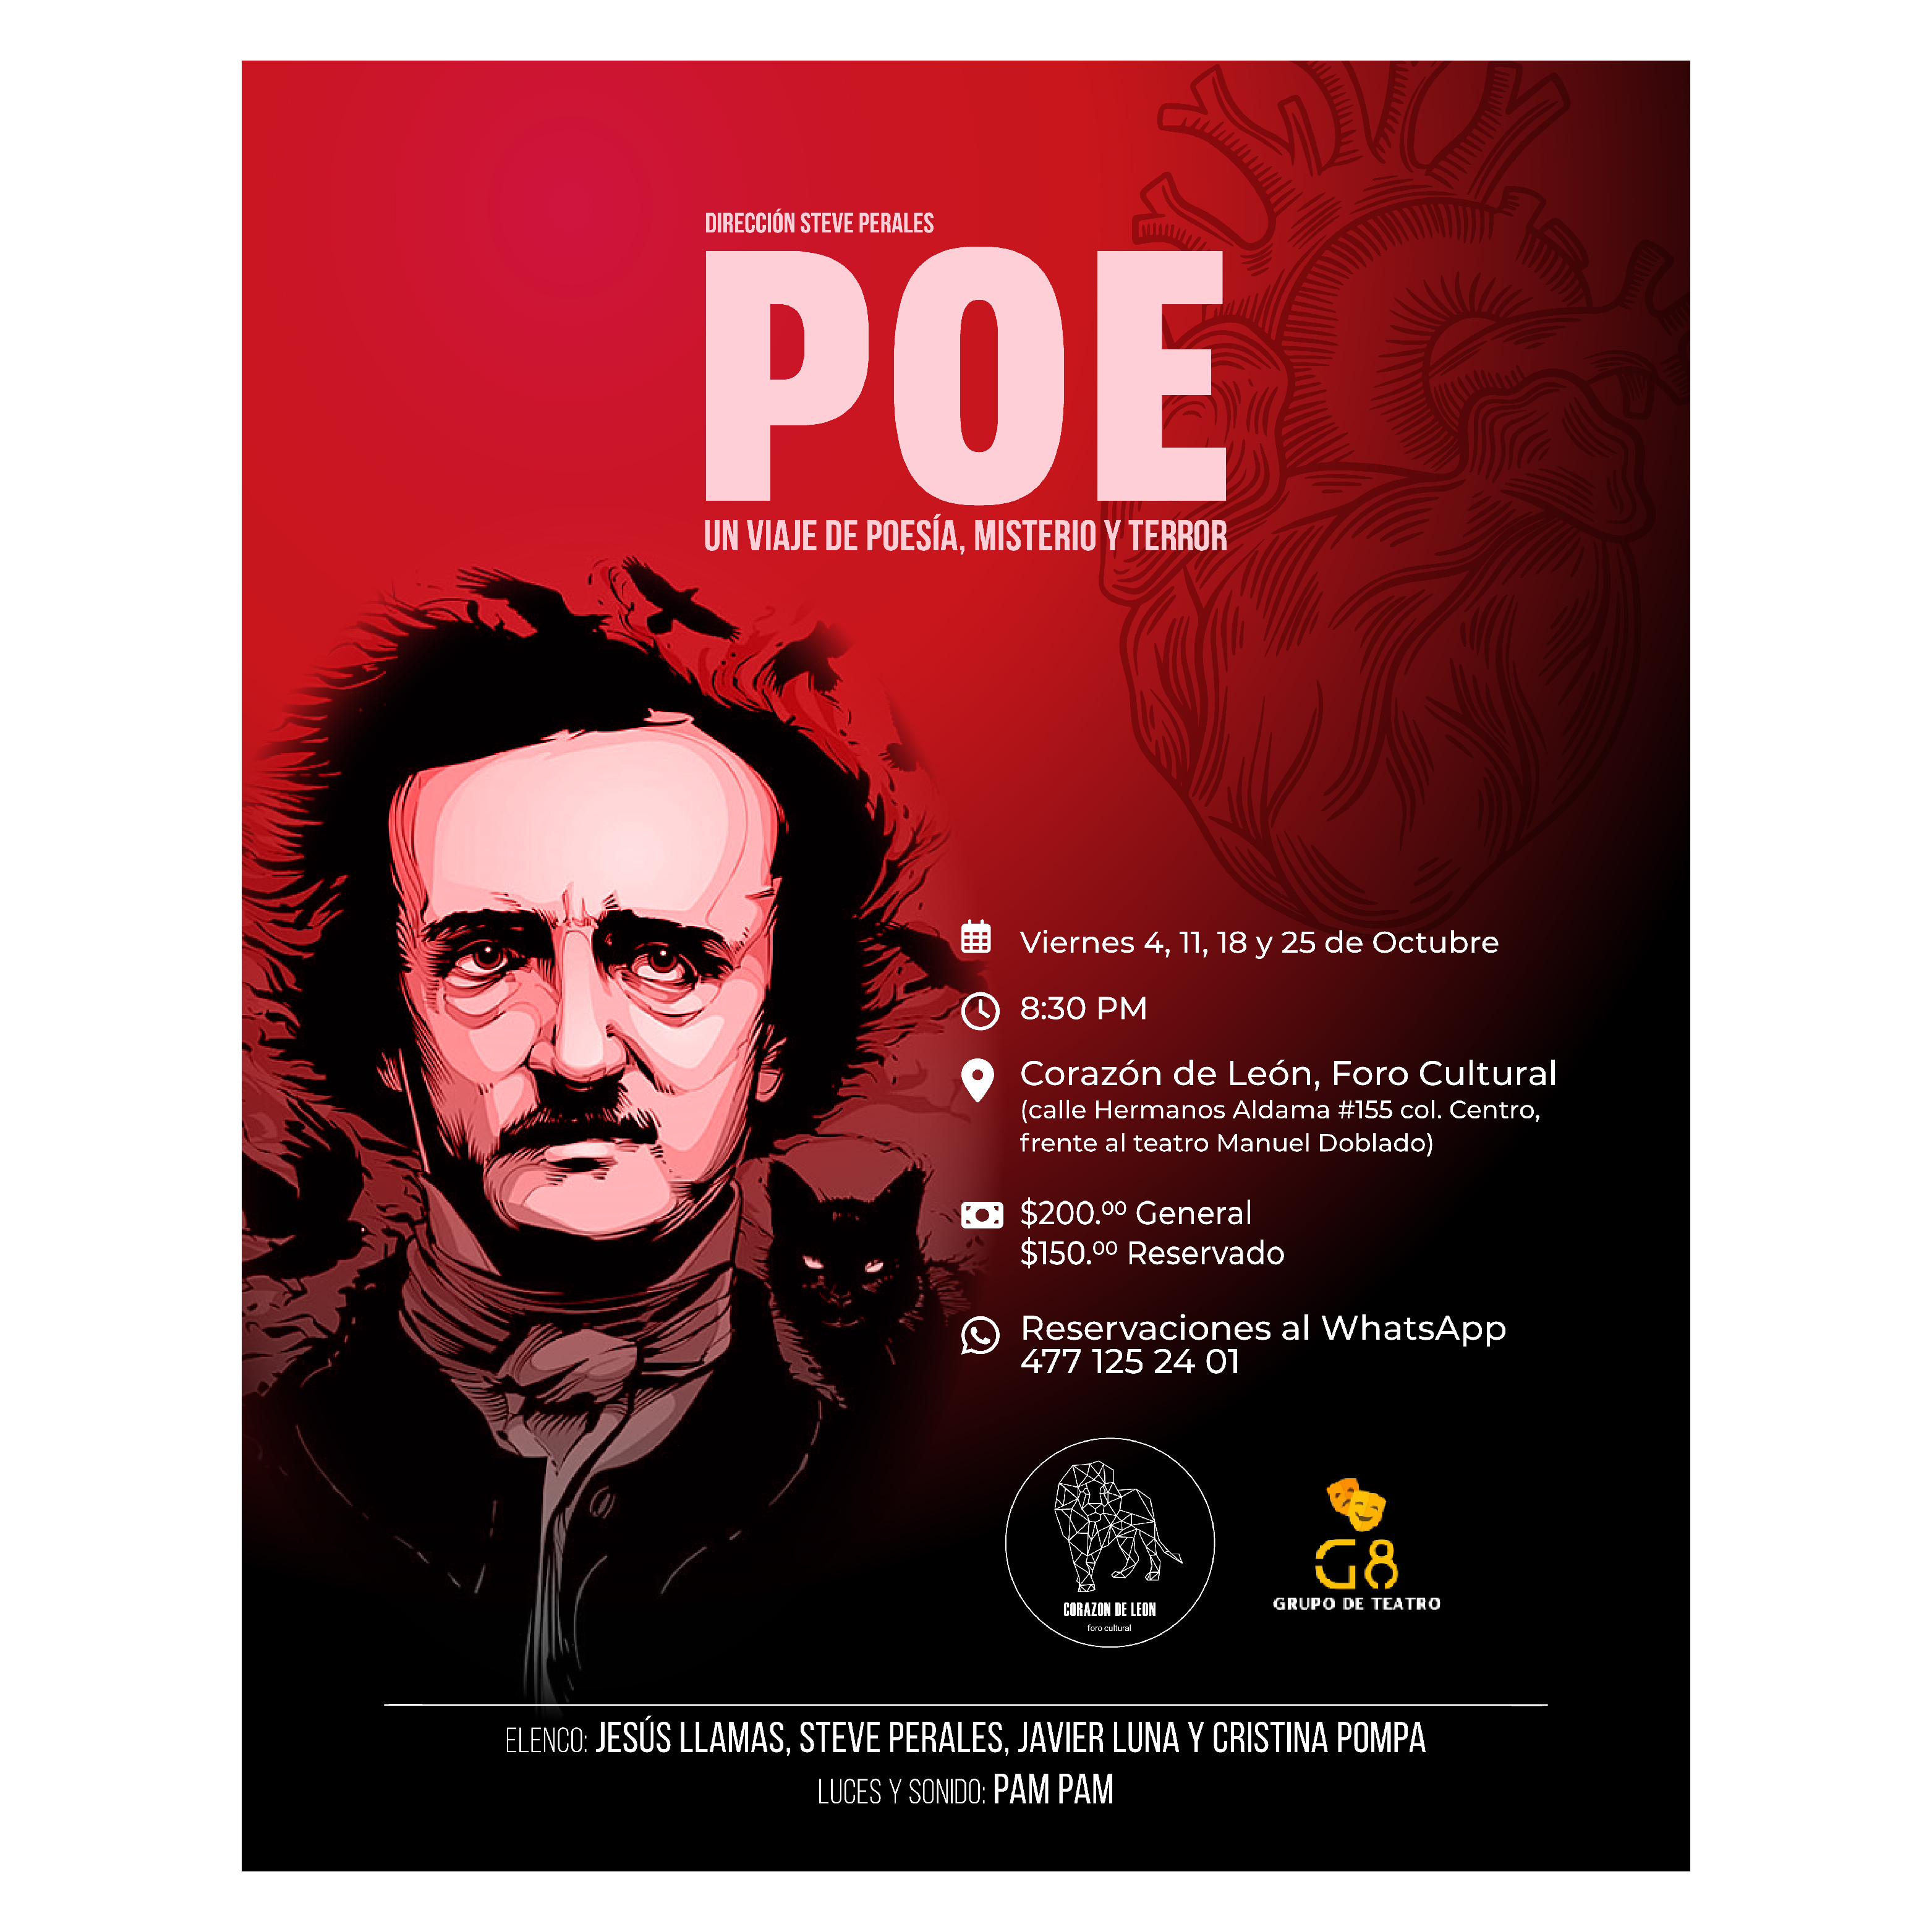 DIRECCIÓN STEVE PERALES
POE
UN VIAJE DE POESÍA, MISTERIO Y TERROR
Viernes 4, 11, 18 y 25 de Octubre
8:30 PM
Corazón de León, Foro Cultural
(calle Hermanos Aldama #155 col. Centro,
frente al teatro Manuel Doblado)
$200.⁰⁰ General
$150.⁰⁰ Reservado
Reservaciones al WhatsApp
477 125 24 01
CORAZON DE LEON
foro cultural
G8
GRUPO DE TEATRO
ELENCO: JESÚS LLAMAS, STEVE PERALES, JAVIER LUNA Y CRISTINA POMPA
LUCES Y SONIDO: PAM PAM